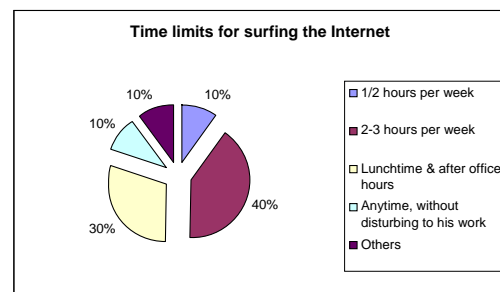 Time limits for surfing the Internet
10%
10%
10%
40%
30%
1/2 hours per week
2-3 hours per week
Lunchtime & after office
hours
Anytime, without
disturbing to his work
Others